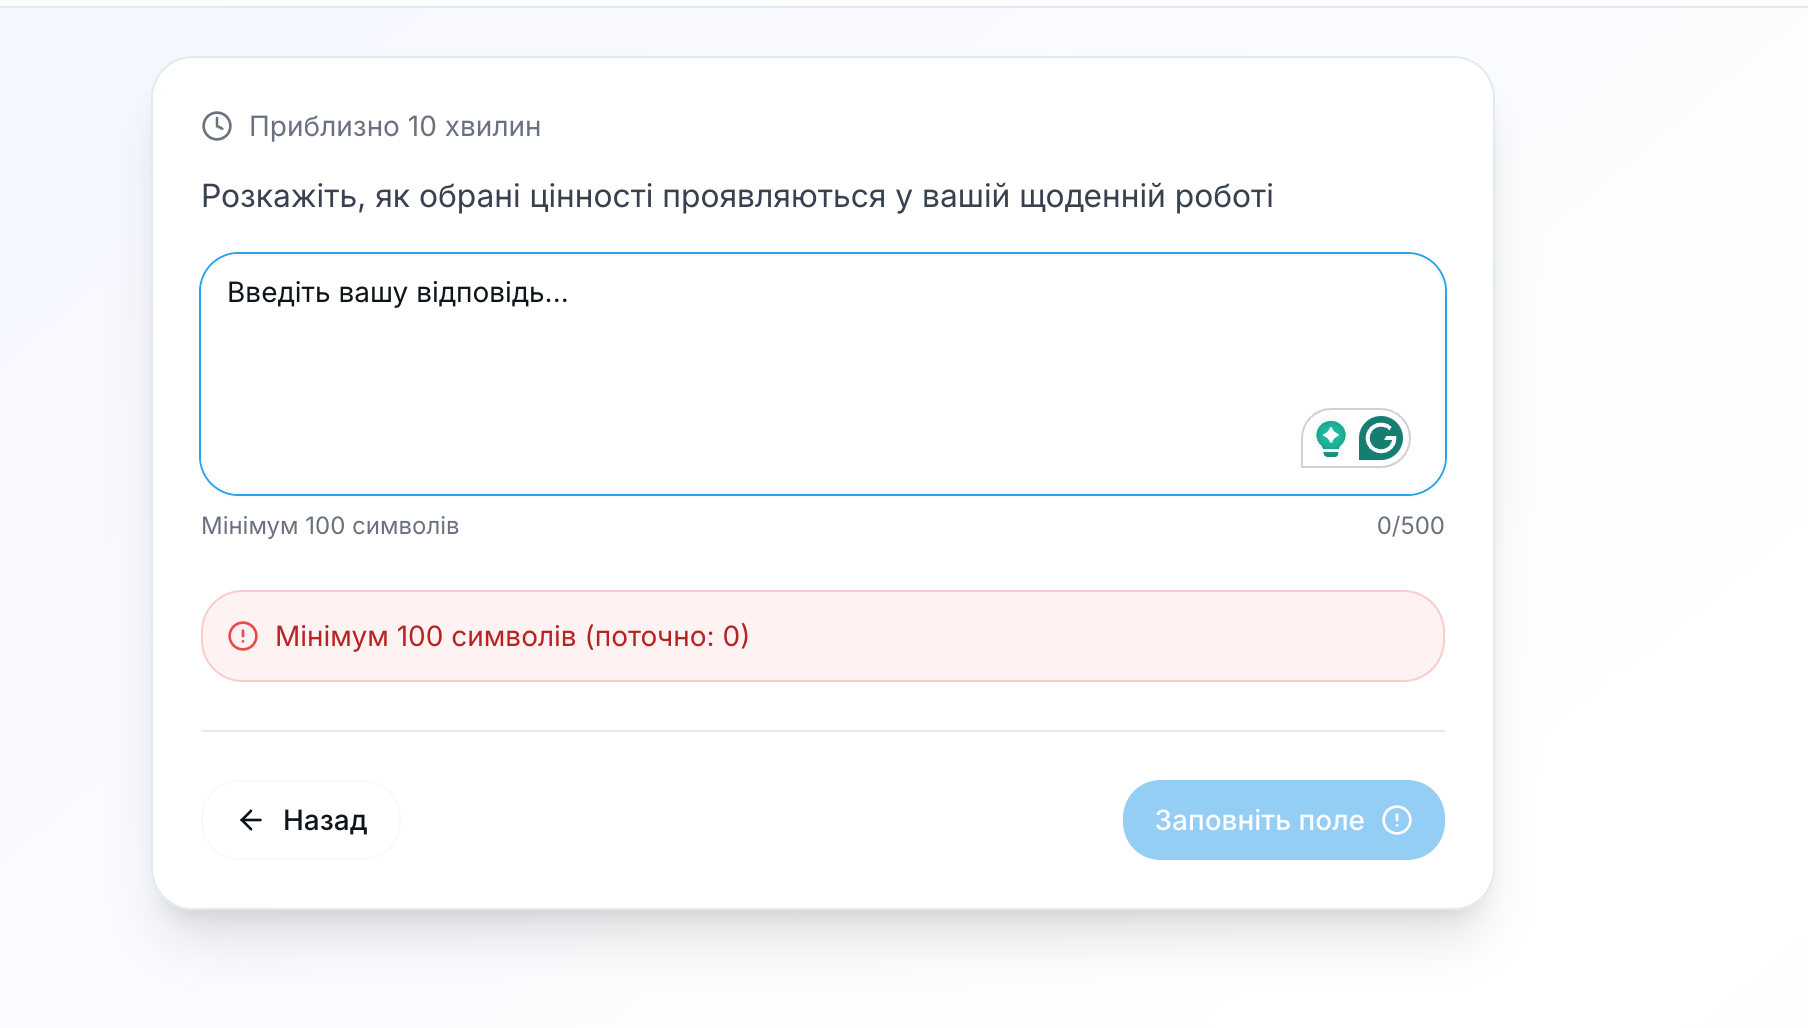 Приблизно 10 хвилин
Розкажіть, як обрані цінності проявляються у вашій щоденній роботі
Введіть вашу відповідь...
Мінімум 100 символів 0/500
Мінімум 100 символів (поточно: 0)
Назад Заповніть поле